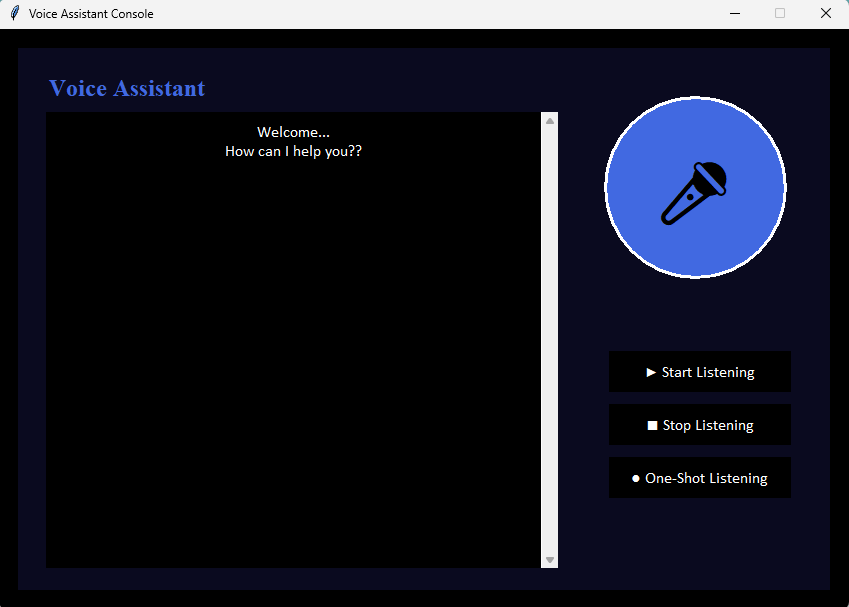 Voice Assistant Console
Voice Assistant
Welcome...
How can I help you??
► Start Listening
■ Stop Listening
● One-Shot Listening